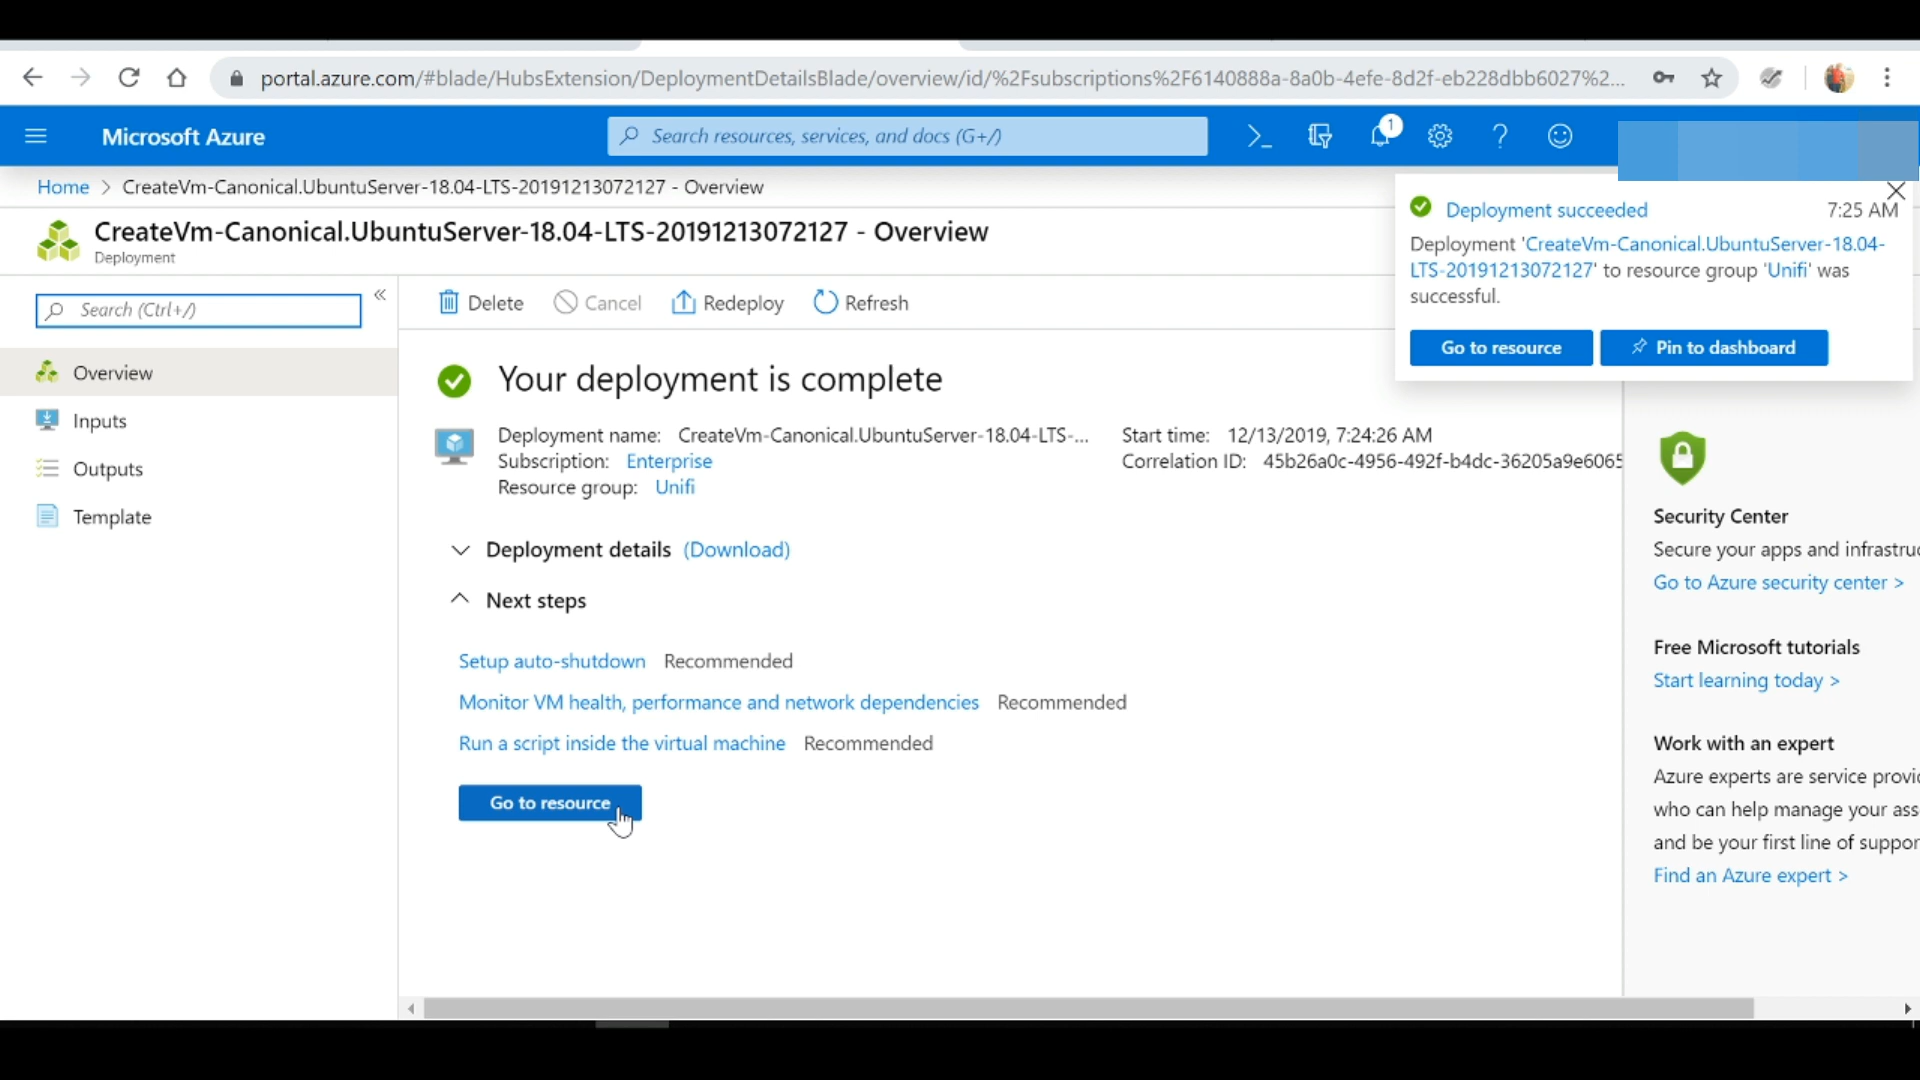 portal.azure.com/#blade/HubsExtension/DeploymentDetailsBlade/overview/id/%2Fsubscriptions%2F6140888a-8a0b-4efe-8d2f-eb228dbb6027%2...
Microsoft Azure
Search resources, services, and docs (G+/)
1
Home > CreateVm-Canonical.UbuntuServer-18.04-LTS-20191213072127 - Overview
CreateVm-Canonical.UbuntuServer-18.04-LTS-20191213072127 - Overview
Deployment
Deployment succeeded 7:25 AM
Deployment 'CreateVm-Canonical.UbuntuServer-18.04-
LTS-20191213072127' to resource group 'Unifi' was
successful.
Go to resource
Pin to dashboard
Search (Ctrl+/)
Overview
Inputs
Outputs
Template
Delete
Cancel
Redeploy
Refresh
Your deployment is complete
Deployment name: CreateVm-Canonical.UbuntuServer-18.04-LTS-...
Subscription: Enterprise
Resource group: Unifi
Start time: 12/13/2019, 7:24:26 AM
Correlation ID: 45b26a0c-4956-492f-b4dc-36205a9e6065
Deployment details (Download)
Next steps
Setup auto-shutdown Recommended
Monitor VM health, performance and network dependencies Recommended
Run a script inside the virtual machine Recommended
Go to resource
Security Center
Secure your apps and infrastruc
Go to Azure security center >
Free Microsoft tutorials
Start learning today >
Work with an expert
Azure experts are service provic
who can help manage your ass
and be your first line of suppor
Find an Azure expert >